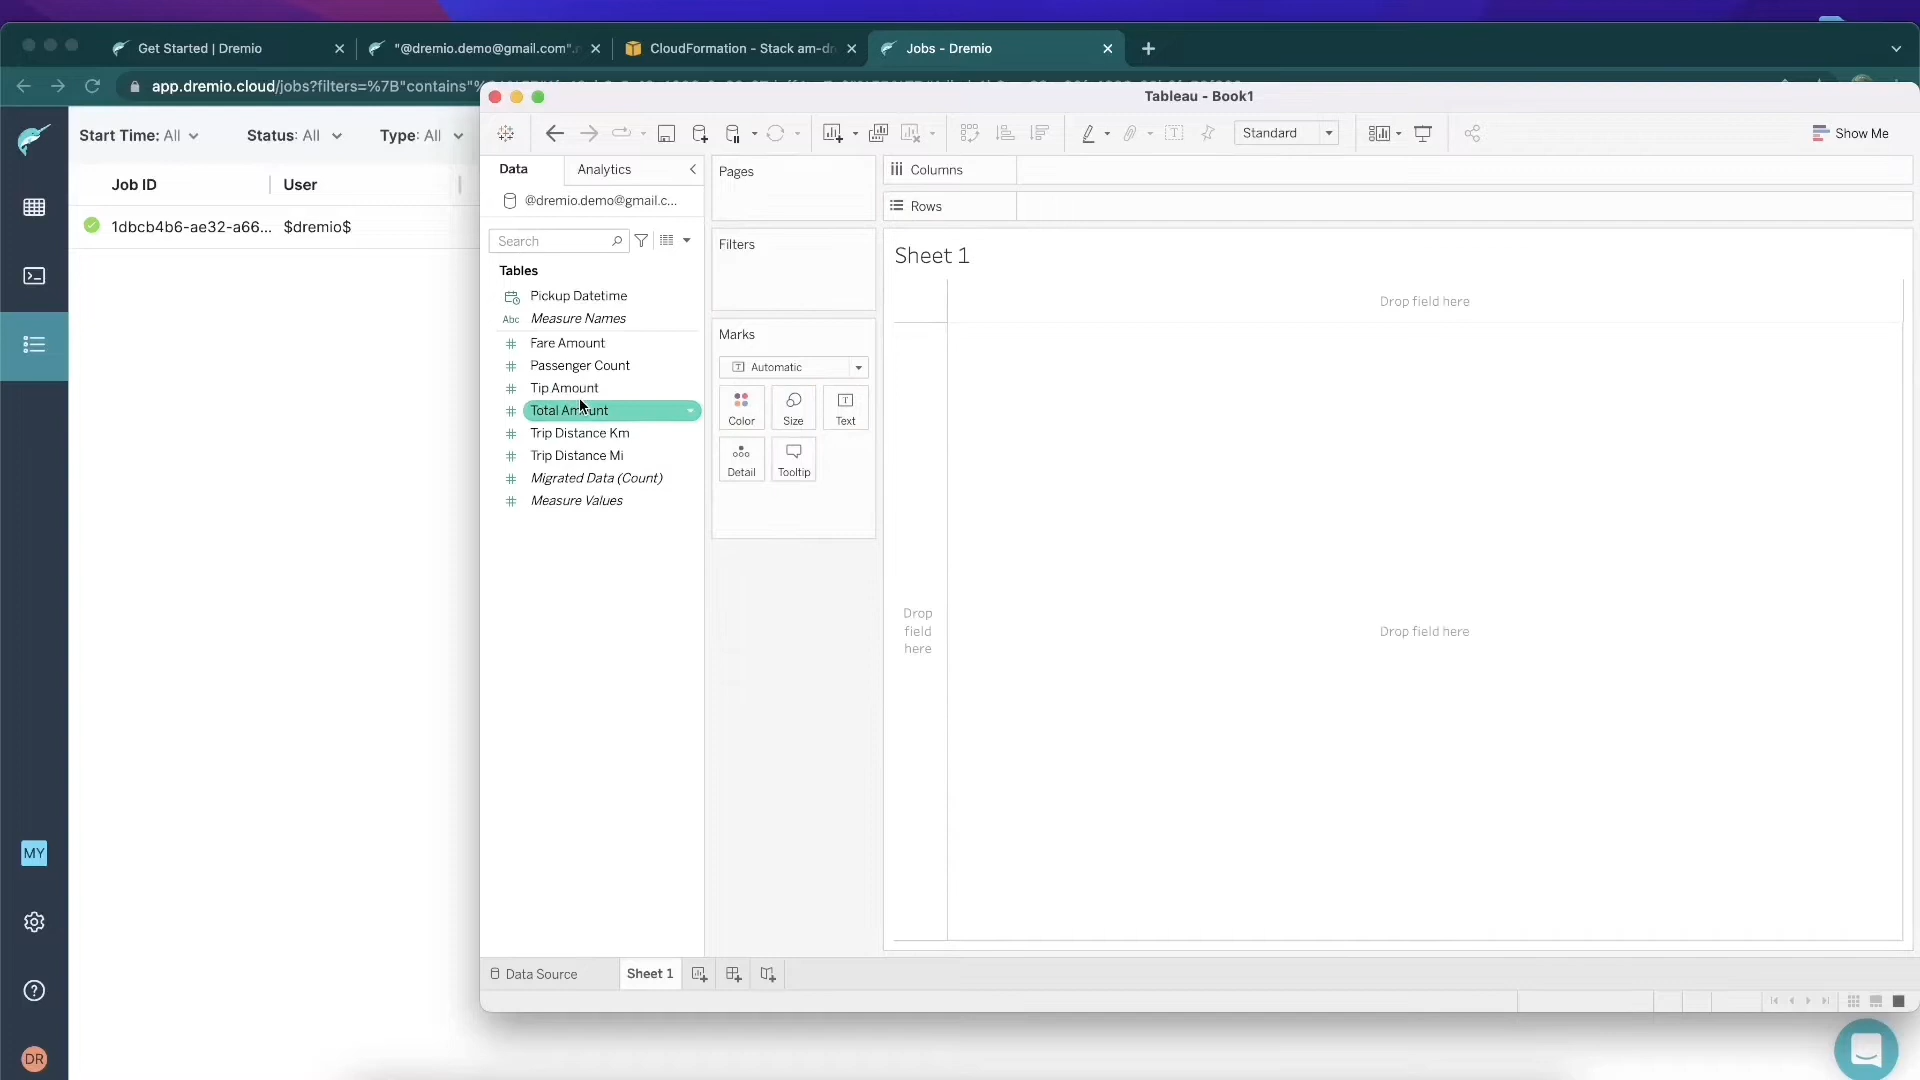 Get Started | Dremio
"@dremio.demo@gmail.com".
CloudFormation - Stack am-dr
Jobs - Dremio
app.dremio.cloud/jobs?filters=%7B"contains"%
Tableau - Book1
Start Time: All
Status: All
Type: All
Standard
Show Me
Job ID
User
1dbcb4b6-ae32-a66...
$dremio$
Data
Analytics
@dremio.demo@gmail.c...
Search
Tables
Pickup Datetime
Abc
Measure Names
Fare Amount
Passenger Count
Tip Amount
Total Amount
Trip Distance Km
Trip Distance Mi
Migrated Data (Count)
Measure Values
Pages
Filters
Marks
Automatic
Color
Size
Text
Detail
Tooltip
Columns
Rows
Sheet 1
Drop field here
Drop
field
here
Drop field here
MY
DR
Data Source
Sheet 1